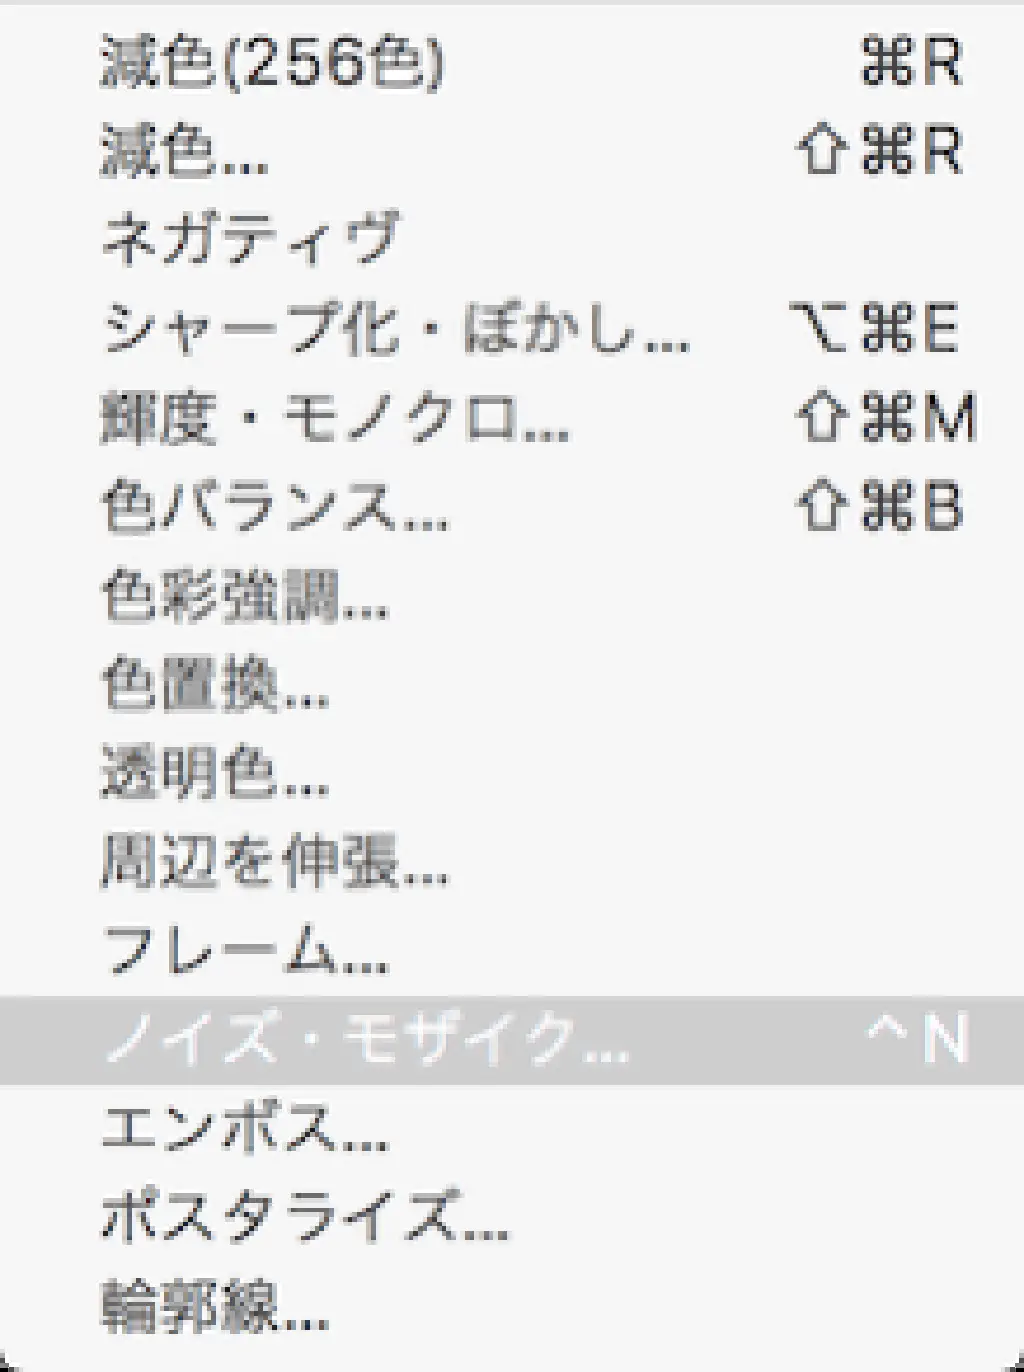 減色(256色) ⌘R
減色... ⇧⌘R
ネガティヴ
シャープ化・ぼかし... ⌥⌘E
輝度・モノクロ... ⇧⌘M
色バランス... ⇧⌘B
色彩強調...
色置換...
透明色...
周辺を伸張...
フレーム...
ノイズ・モザイク... ^N
エンボス...
ポスタライズ...
輪郭線...